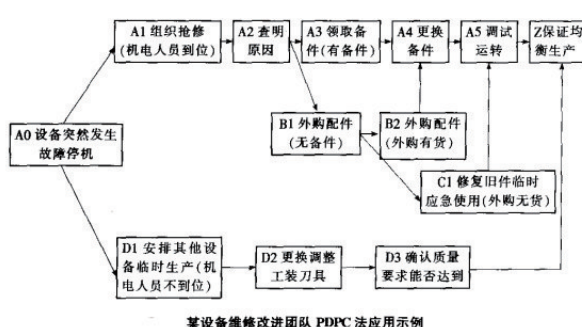 A1 组织抢修
(机电人员到位)
A2 查明
原因
A3 领取备
件(有备件)
A4 更换
备件
A5 调试
运转
Z保证均
衡生产
B1 外购配件
(无备件)
B2 外购配件
(外购有货)
A0 设备突然发生
故障停机
C1 修复旧件临时
应急使用(外购无货)
D1 安排其他设
备临时生产(机
电人员不到位)
D2 更换调整
工装刀具
D3 确认质量
要求能否达到
某设备维修改进团队 PDPC 法应用示例